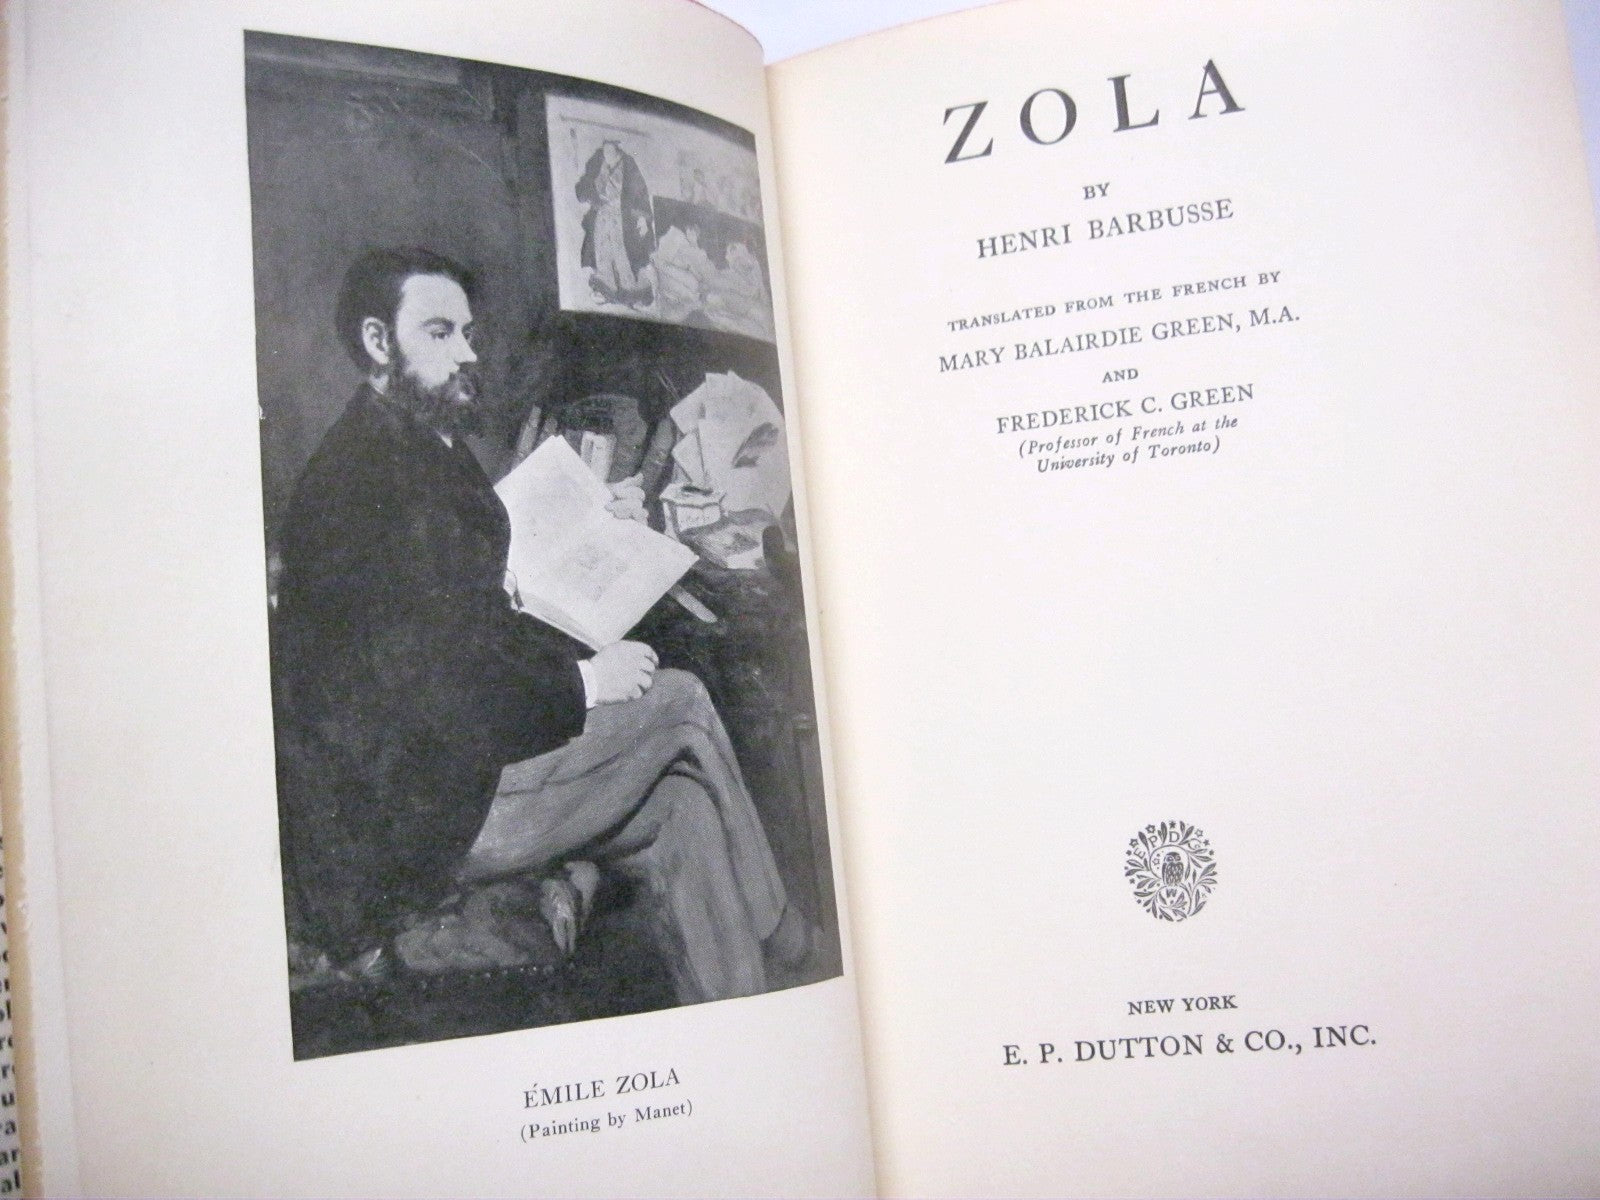 ÉMILE ZOLA
(Painting by Manet)
ZOLA
BY
HENRI BARBUSSE
TRANSLATED FROM THE FRENCH BY
MARY BALAIRDIE GREEN, M.A.
AND
FREDERICK C. GREEN
(Professor of French at the
University of Toronto)
E P D
NEW YORK
E. P. DUTTON & CO., INC.